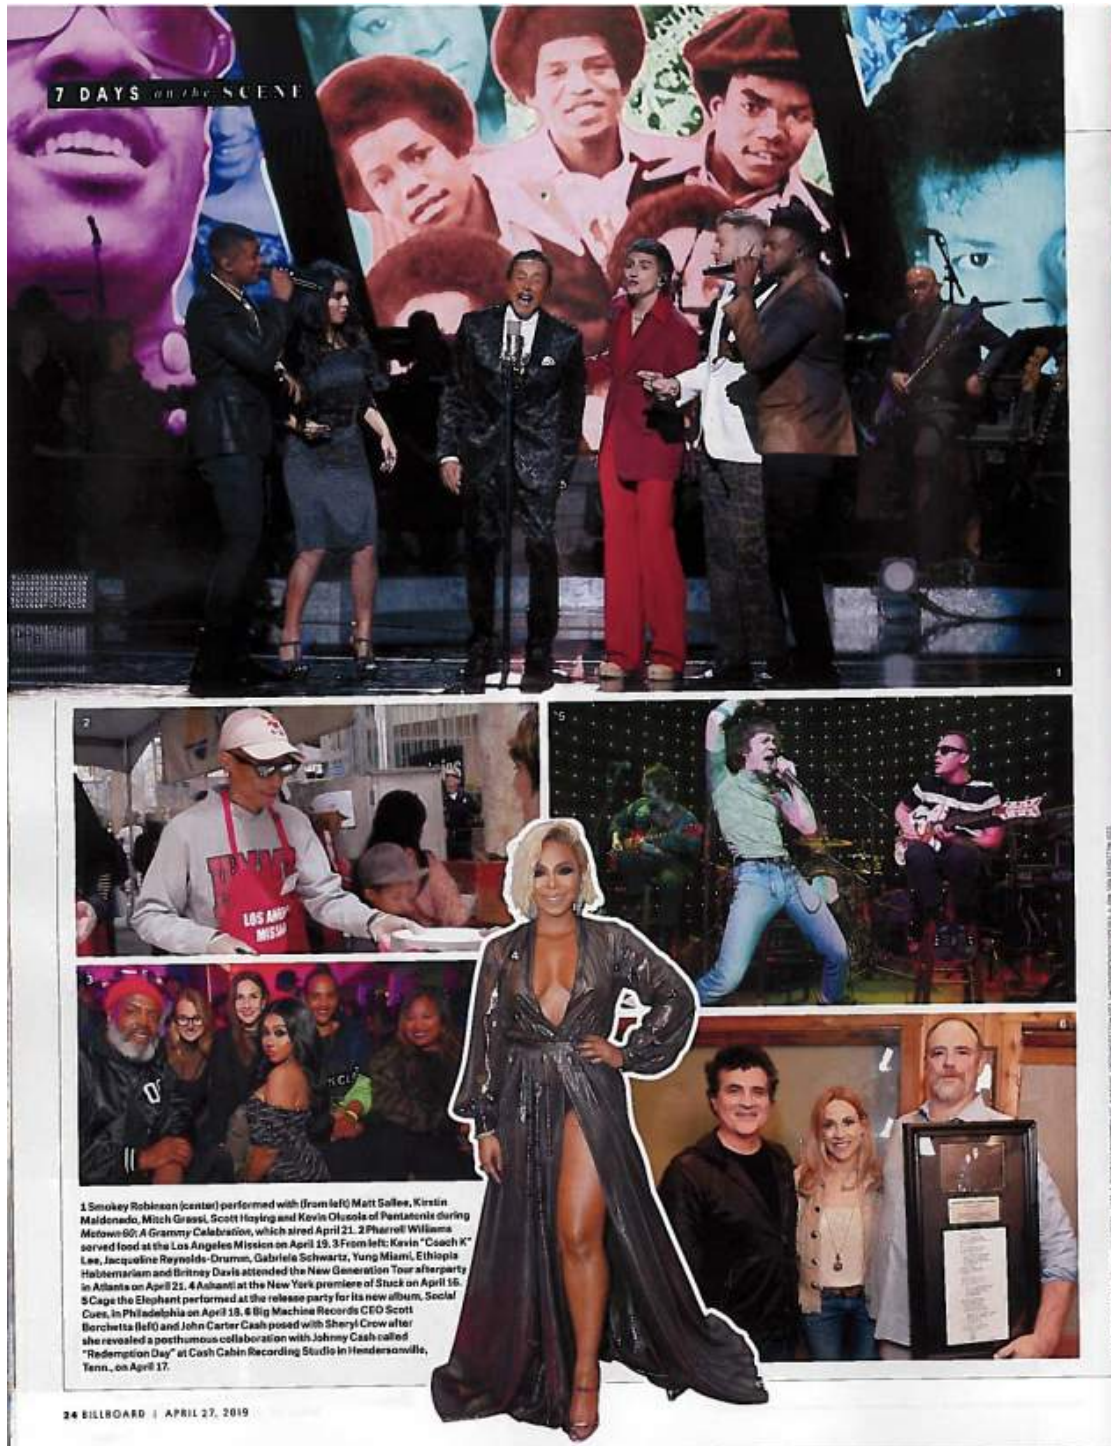 7 DAYS on the SCENE
1
2
LOS ANGE
MISSI
5
3
4
6
1 Smokey Robinson (center) performed with (from left) Matt Sallee, Kirstin
Maldonado, Mitch Grassi, Scott Hoying and Kevin Olusola of Pentatonix during
Motown 60: A Grammy Celebration, which aired April 21. 2 Pharrell Williams
served food at the Los Angeles Mission on April 19. 3 From left: Kevin "Coach K"
Lee, Jacqueline Reynolds-Drumm, Gabriela Schwartz, Yung Miami, Ethiopia
Habtemariam and Britney Davis attended the New Generation Tour afterparty
in Atlanta on April 21. 4 Ashanti at the New York premiere of Stuck on April 16.
5 Cage the Elephant performed at the release party for its new album, Social
Cues, in Philadelphia on April 18. 6 Big Machine Records CEO Scott
Borchetta (left) and John Carter Cash posed with Sheryl Crow after
she revealed a posthumous collaboration with Johnny Cash called
"Redemption Day" at Cash Cabin Recording Studio in Hendersonville,
Tenn., on April 17.
24 BILLBOARD | APRIL 27, 2019